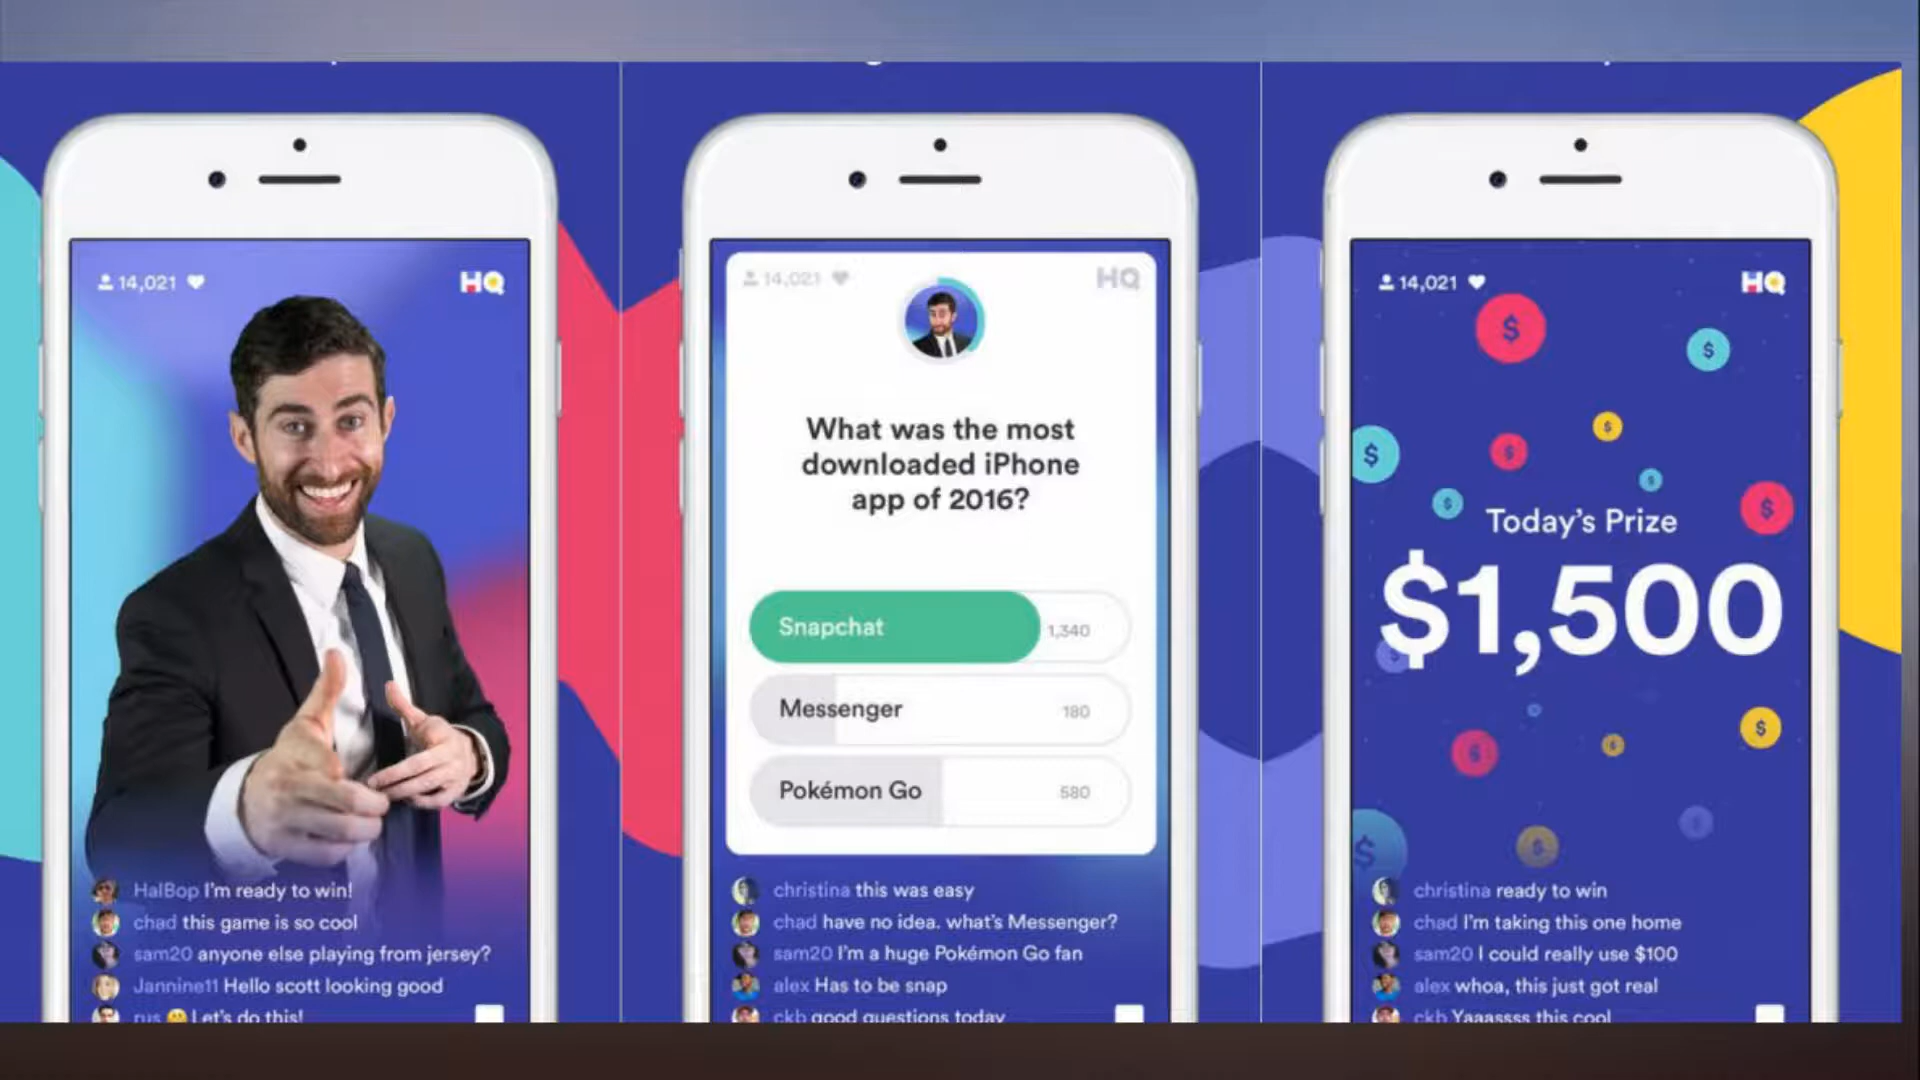 14,021
HQ
HalBop I'm ready to win!
chad this game is so cool
sam20 anyone else playing from jersey?
Jannine11 Hello scott looking good
rus 😬 Let's do this!
14,021
HQ
What was the most
downloaded iPhone
app of 2016?
Snapchat 1,340
Messenger 180
Pokémon Go 580
christina this was easy
chad have no idea. what's Messenger?
sam20 I'm a huge Pokémon Go fan
alex Has to be snap
ckb good questions today
14,021
HQ
Today's Prize
$1,500
christina ready to win
chad I'm taking this one home
sam20 I could really use $100
alex whoa, this just got real
ckb Yaaassss this cool